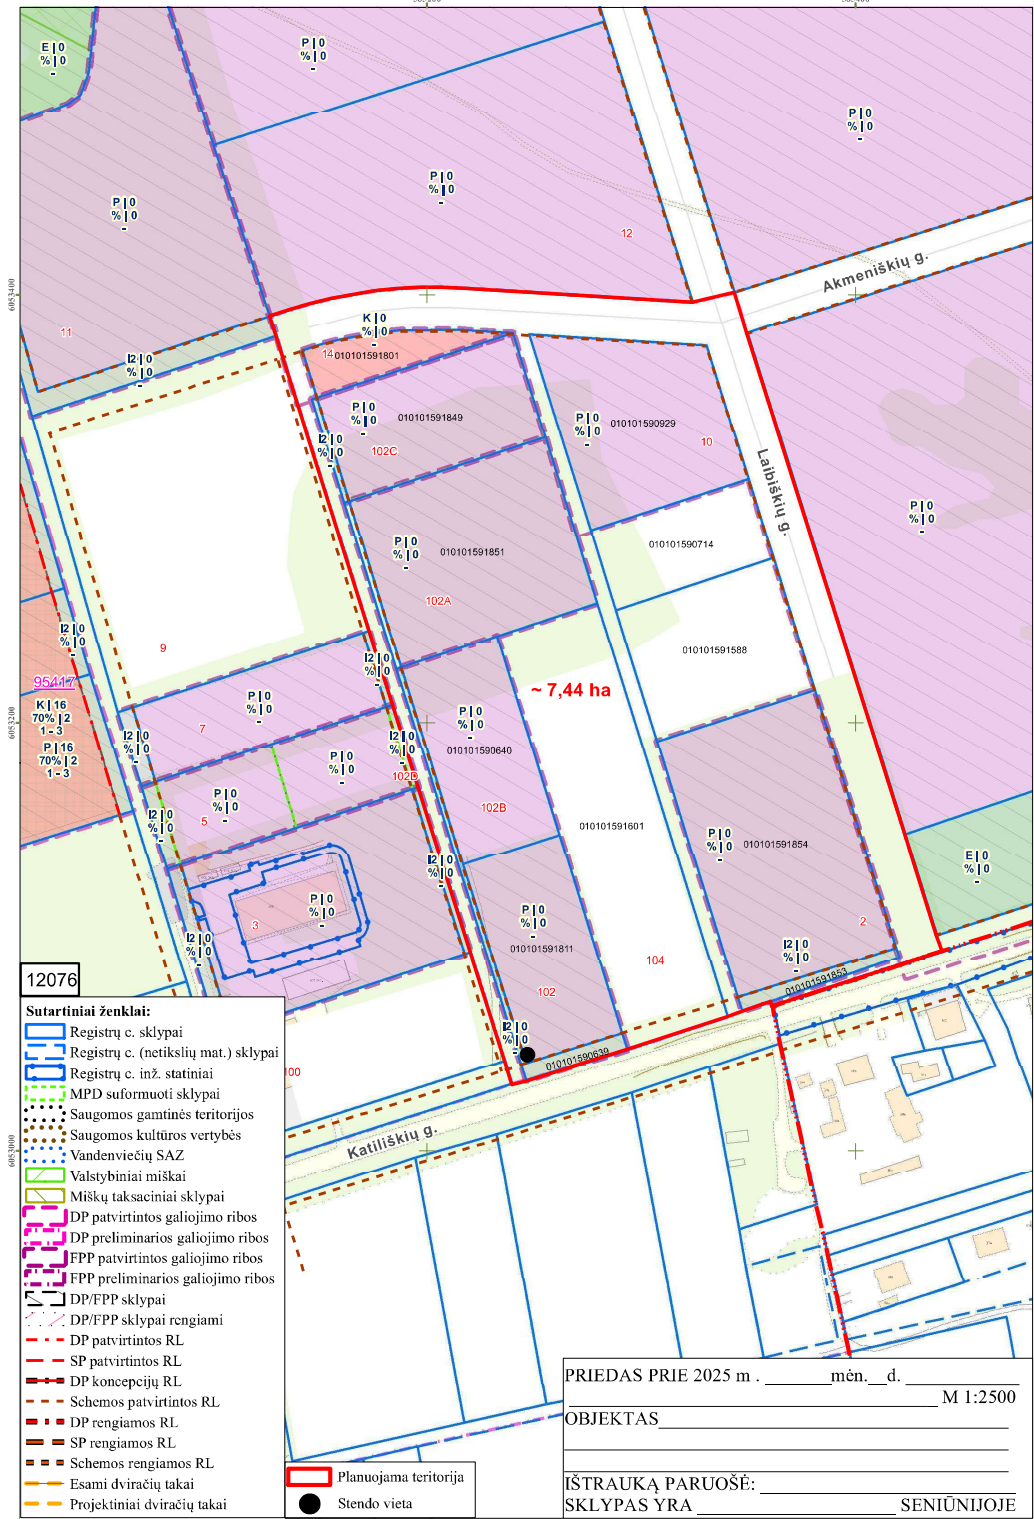 E 0
% 0
-
P 0
% 0
-
P 0
% 0
-
P 0
% 0
-
P 0
% 0
-
12
Akmeniškių g.
6053400
11
K 0
% 0
-
14
010101591801
I2 0
% 0
-
P 0
% 0
-
010101591849
102C
I2 0
% 0
-
P 0
% 0
-
010101590929
10
Laibiškių g.
P 0
% 0
-
P 0
% 0
-
010101591851
010101590714
102A
I2 0
% 0
-
9
I2 0
% 0
-
010101591588
95417
~ 7,44 ha
K 16
70% 2
1 - 3
P 16
70% 2
1 - 3
6053200
P 0
% 0
-
7
I2 0
% 0
-
I2 0
% 0
-
P 0
% 0
-
010101590640
102D
P 0
% 0
-
102B
P 0
% 0
-
5
I2 0
% 0
-
010101591601
P 0
% 0
-
010101591854
E 0
% 0
-
I2 0
% 0
-
P 0
% 0
-
3
P 0
% 0
-
010101591811
2
I2 0
% 0
-
I2 0
% 0
-
104
010101591853
102
12076
I2 0
% 0
-
010101590639
100
Katiliškių g.
6053000
Sutartiniai ženklai:
Registrų c. sklypai
Registrų c. (netikslių mat.) sklypai
Registrų c. inž. statiniai
MPD suformuoti sklypai
Saugomos gamtinės teritorijos
Saugomos kultūros vertybės
Vandenviečių SAZ
Valstybiniai miškai
Miškų taksaciniai sklypai
DP patvirtintos galiojimo ribos
DP preliminarios galiojimo ribos
FPP patvirtintos galiojimo ribos
FPP preliminarios galiojimo ribos
DP/FPP sklypai
DP/FPP sklypai rengiami
DP patvirtintos RL
SP patvirtintos RL
DP koncepcijų RL
Schemos patvirtintos RL
DP rengiamos RL
SP rengiamos RL
Schemos rengiamos RL
Esami dviračių takai
Projektiniai dviračių takai
Planuojama teritorija
Stendo vieta
PRIEDAS PRIE 2025 m . ________mėn.__d. ____________
______________________________________ M 1:2500
OBJEKTAS____________________________________
IŠTRAUKĄ PARUOŠĖ: _________________________
SKLYPAS YRA ____________________ SENIŪNIJOJE